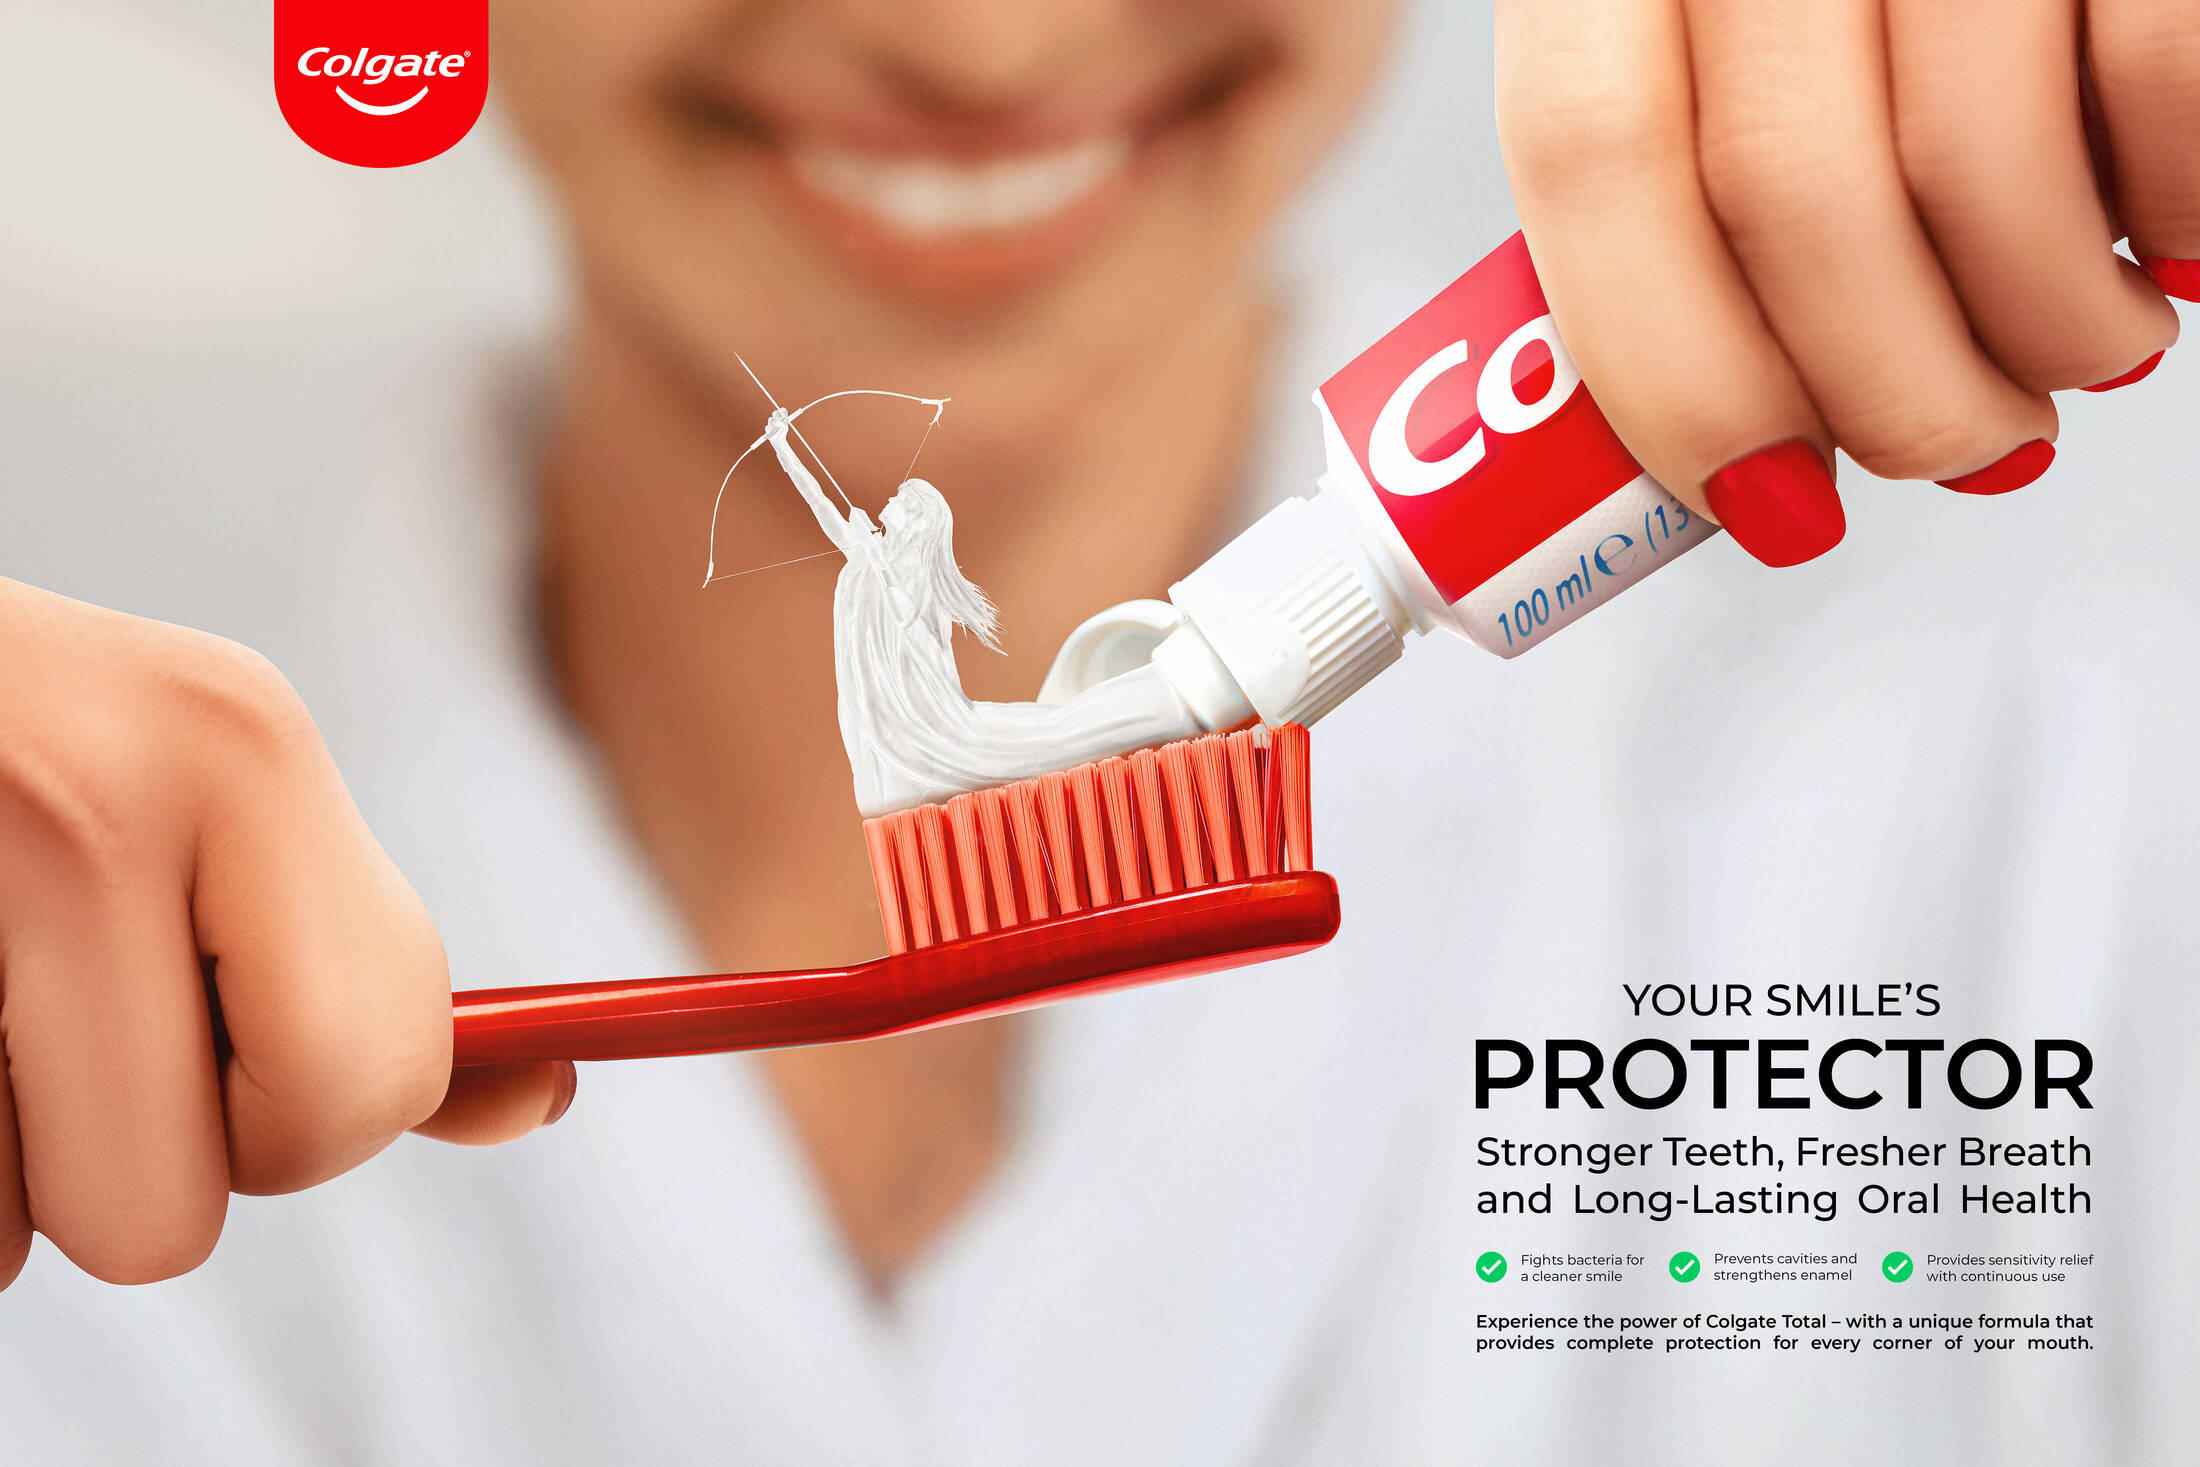 Colgate®
Co
100 ml e (13
YOUR SMILE’S
PROTECTOR
Stronger Teeth, Fresher Breath
and Long-Lasting Oral Health
Fights bacteria for
a cleaner smile
Prevents cavities and
strengthens enamel
Provides sensitivity relief
with continuous use
Experience the power of Colgate Total – with a unique formula that
provides complete protection for every corner of your mouth.